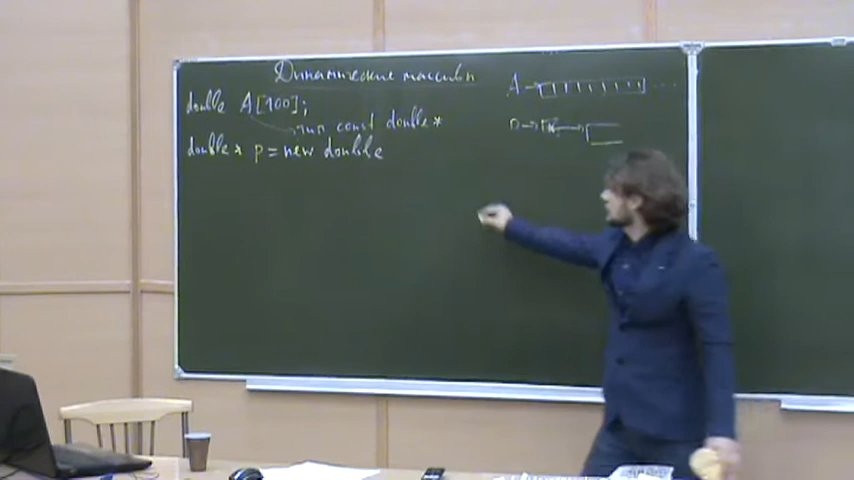 Динамические массивы
double A[100];
тип const double*
double* p = new double
A
p